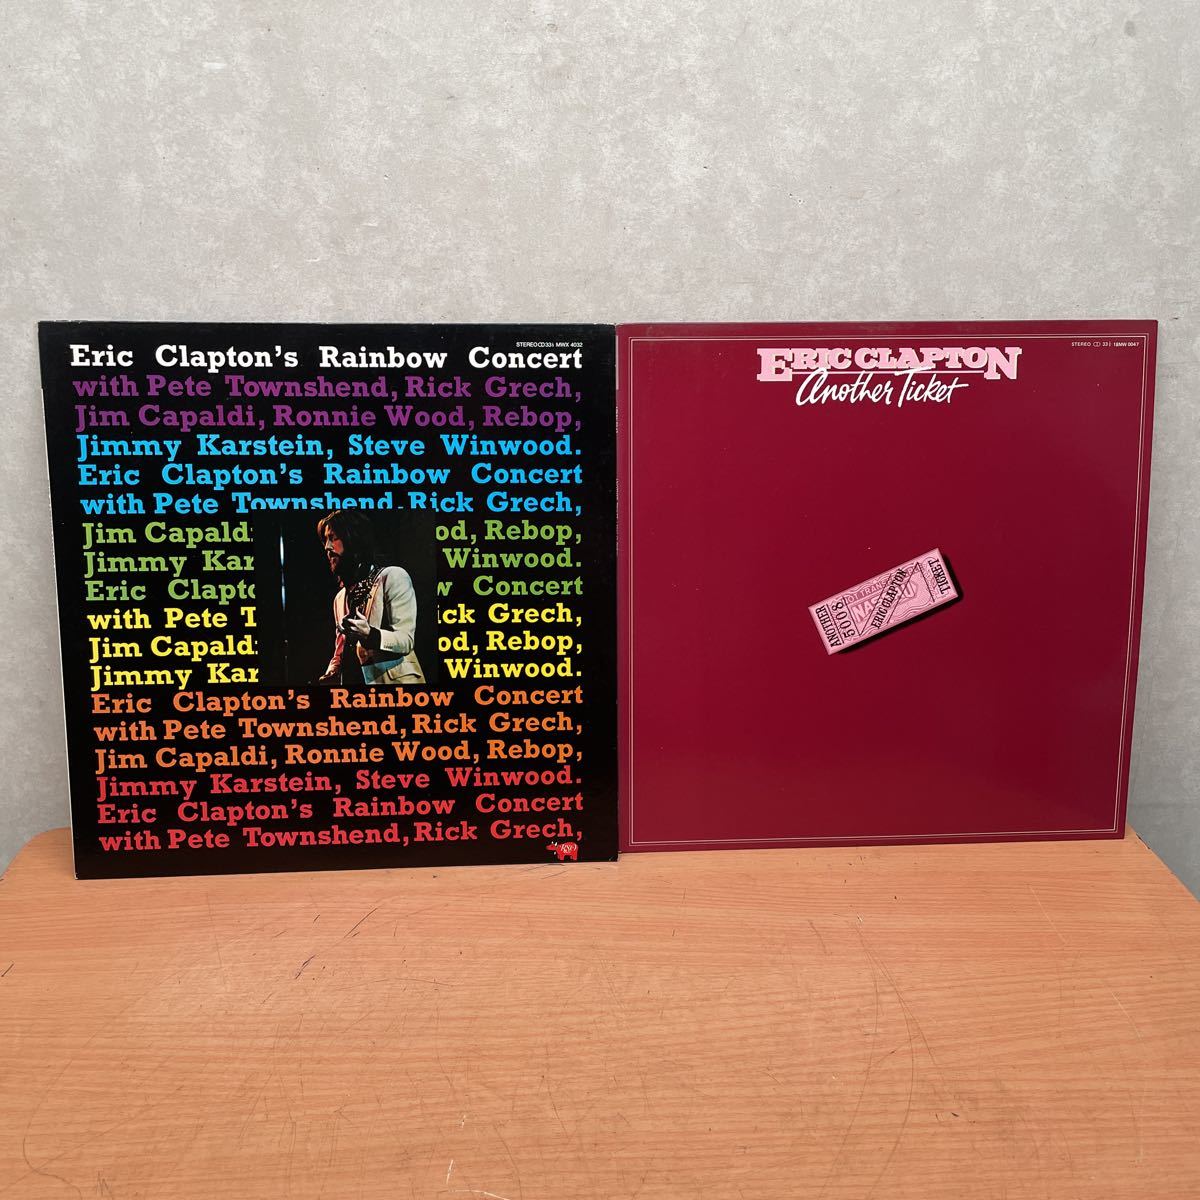 STEREO 33⅓ MWX 4032
Eric Clapton's Rainbow Concert
with Pete Townshend, Rick Grech,
Jim Capaldi, Ronnie Wood, Rebop,
Jimmy Karstein, Steve Winwood.
Eric Clapton's Rainbow Concert
with Pete Townshend, Rick Grech,
Jim Capald od, Rebop,
Jimmy Kar Winwood.
Eric Clapto w Concert
with Pete T ick Grech,
Jim Capald od, Rebop,
Jimmy Kar Winwood.
Eric Clapton's Rainbow Concert
with Pete Townshend, Rick Grech,
Jim Capaldi, Ronnie Wood, Rebop,
Jimmy Karstein, Steve Winwood.
Eric Clapton's Rainbow Concert
with Pete Townshend, Rick Grech,
RSO
STEREO 33⅓ 18MW 0047
ERIC CLAPTON
Another Ticket
ANOTHER
5008
ERIC CLAPTON
TICKET